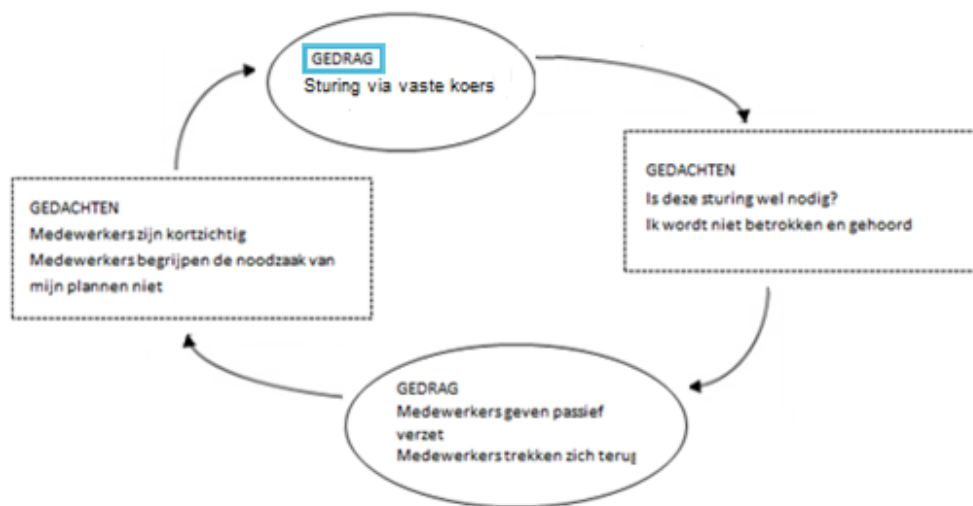 GEDRAG
Sturing via vaste koers
GEDACHTEN
Is deze sturing wel nodig?
Ik wordt niet betrokken en gehoord
GEDRAG
Medewerkers geven passief
verzet
Medewerkers trekken zich terug
GEDACHTEN
Medewerkers zijn kortzichtig
Medewerkers begrijpen de noodzaak van
mijn plannen niet